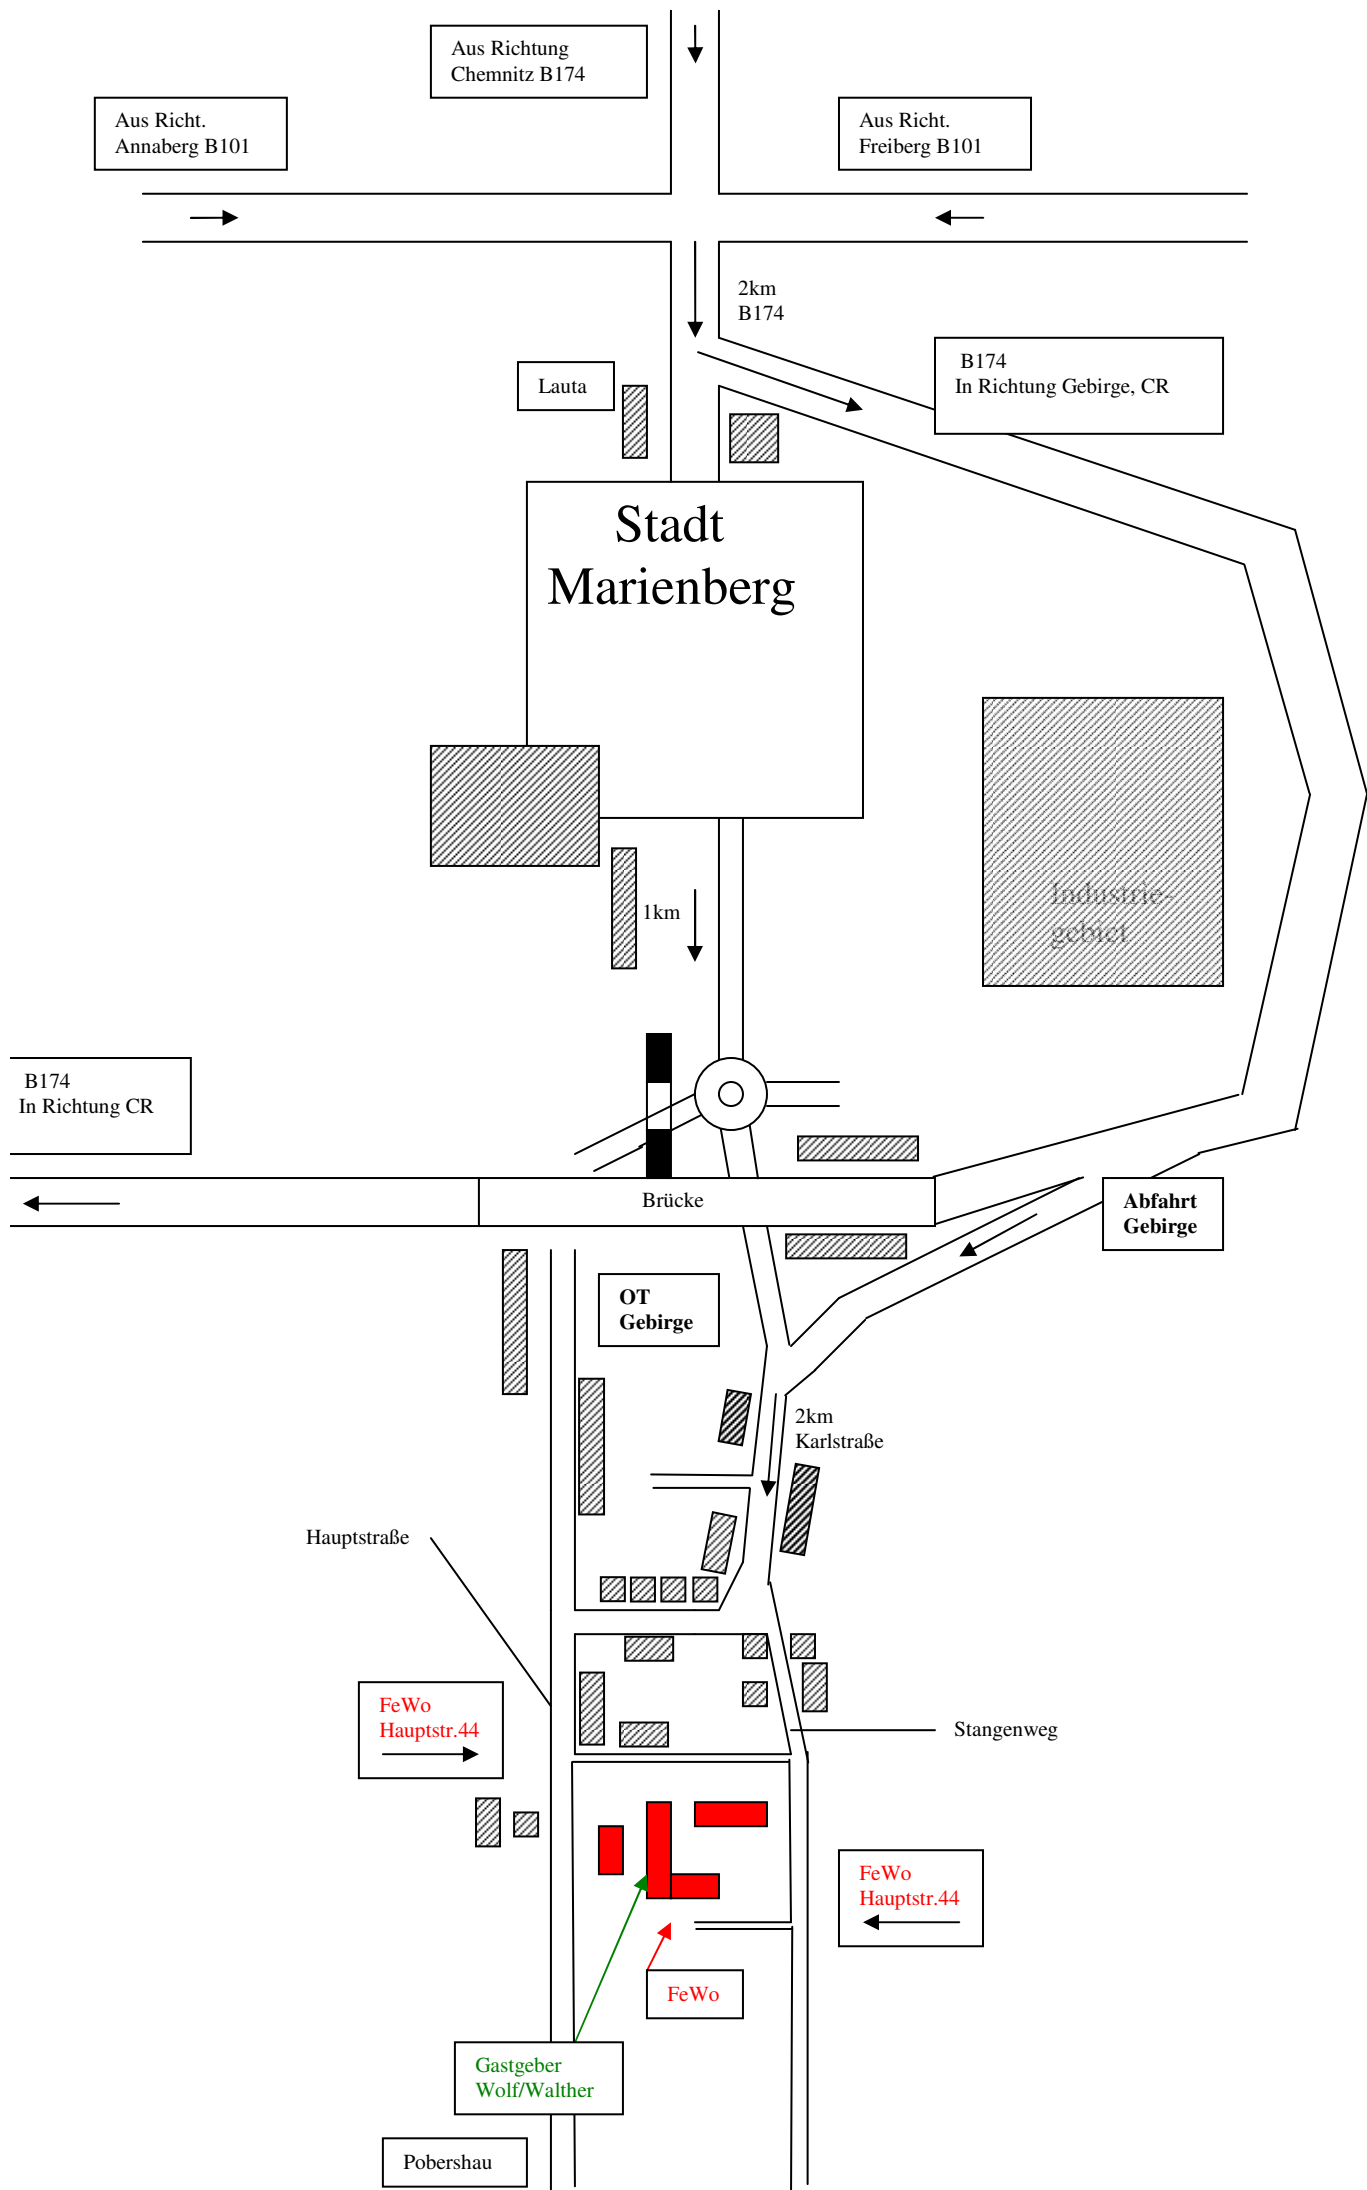 Aus Richtung
Chemnitz B174
Aus Richt.
Annaberg B101
Aus Richt.
Freiberg B101
2km
B174
B174
In Richtung Gebirge, CR
Lauta
Stadt
Marienberg
Industrie-
gebiet
1km
B174
In Richtung CR
Brücke
Abfahrt
Gebirge
OT
Gebirge
2km
Karlstraße
Hauptstraße
FeWo
Hauptstr.44
Stangenweg
FeWo
Hauptstr.44
FeWo
Gastgeber
Wolf/Walther
Pobershau